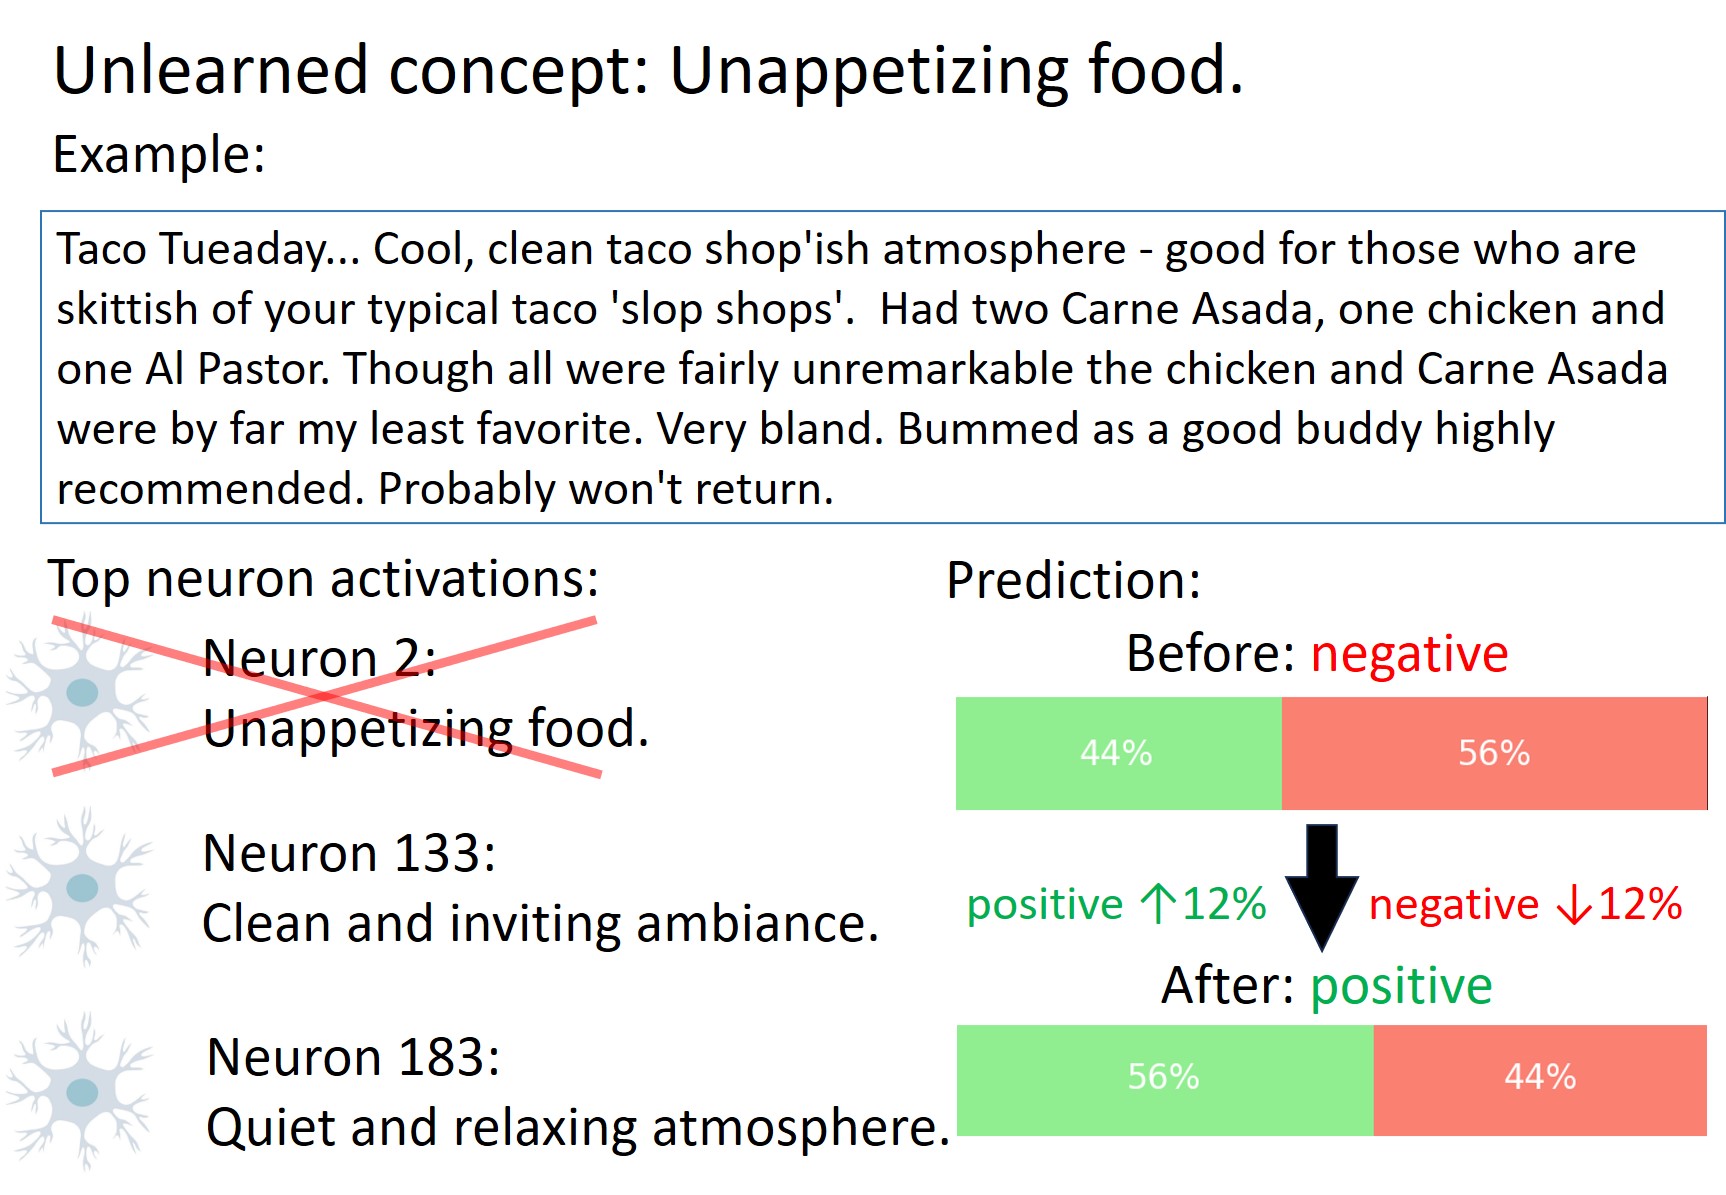 Unlearned concept: Unappetizing food.
Example:
Taco Tueaday... Cool, clean taco shop'ish atmosphere - good for those who are
skittish of your typical taco 'slop shops'.  Had two Carne Asada, one chicken and
one Al Pastor. Though all were fairly unremarkable the chicken and Carne Asada
were by far my least favorite. Very bland. Bummed as a good buddy highly
recommended. Probably won't return.
Top neuron activations:
Neuron 2:
Unappetizing food.
Neuron 133:
Clean and inviting ambiance.
Neuron 183:
Quiet and relaxing atmosphere.
Prediction:
Before: negative
44% 56%
positive ↑12% negative ↓12%
After: positive
56% 44%